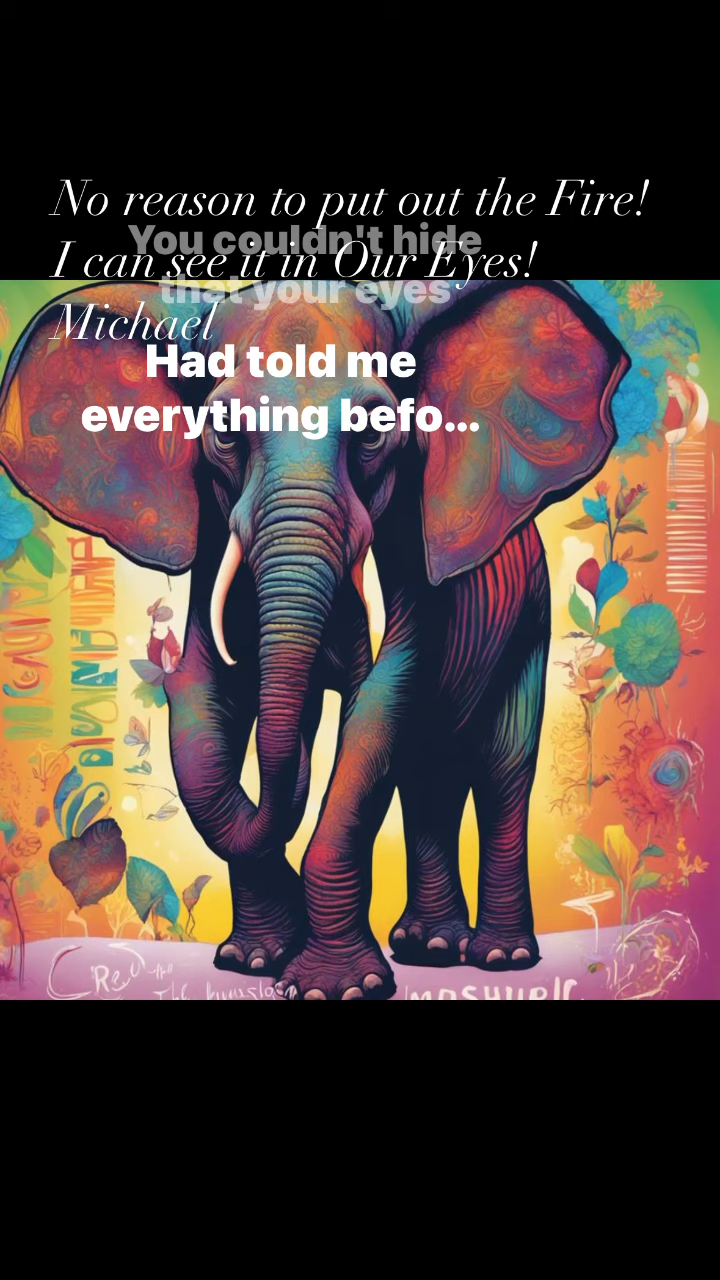 No reason to put out the Fire!
You couldn't hide
I can see it in Our Eyes!
that your eyes
Michael
Had told me
everything befo...